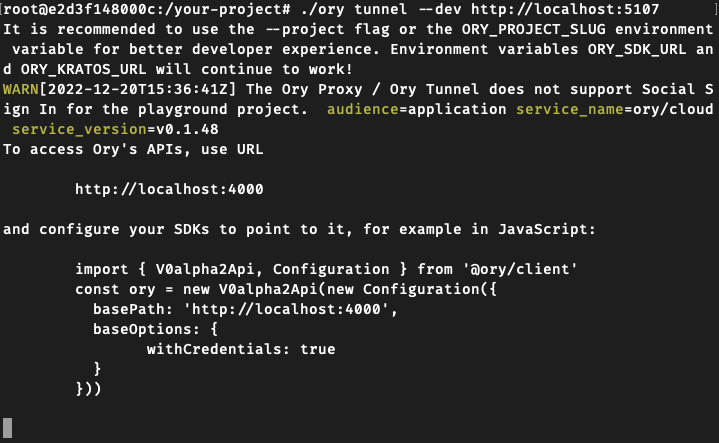 [root@e2d3f148000c:/your-project# ./ory tunnel --dev http://localhost:5107 ]
It is recommended to use the --project flag or the ORY_PROJECT_SLUG environment
 variable for better developer experience. Environment variables ORY_SDK_URL an
d ORY_KRATOS_URL will continue to work!
WARN[2022-12-20T15:36:41Z] The Ory Proxy / Ory Tunnel does not support Social S
ign In for the playground project.  audience=application service_name=ory/cloud
 service_version=v0.1.48
To access Ory's APIs, use URL
http://localhost:4000
and configure your SDKs to point to it, for example in JavaScript:
import { V0alpha2Api, Configuration } from '@ory/client'
const ory = new V0alpha2Api(new Configuration({
  basePath: 'http://localhost:4000',
  baseOptions: {
        withCredentials: true
  }
}))